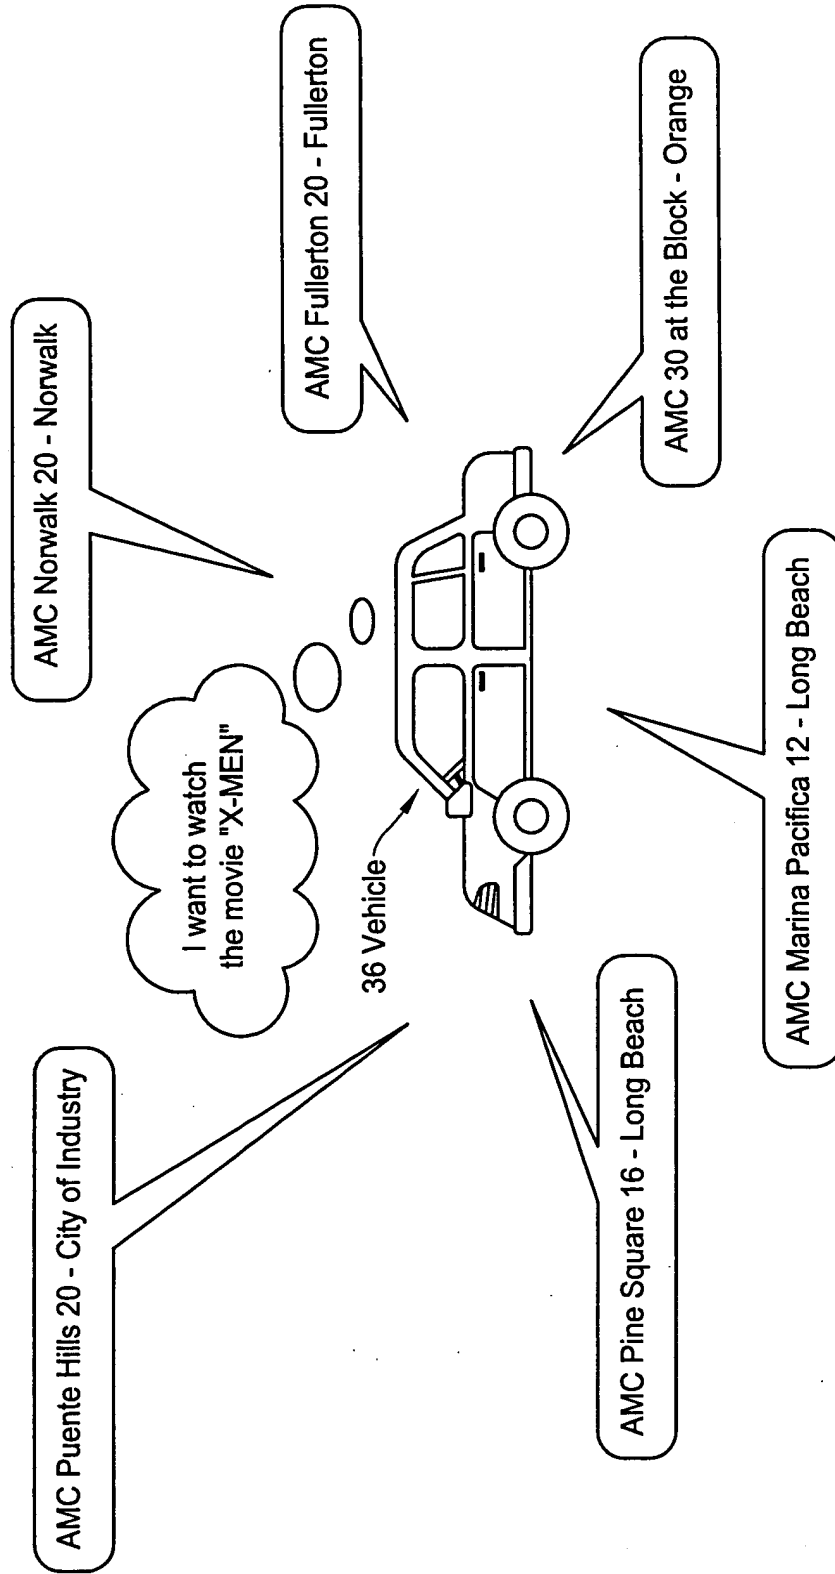 AMC Puente Hills 20 - City of Industry
AMC Norwalk 20 - Norwalk
I want to watch
the movie "X-MEN"
AMC Fullerton 20 - Fullerton
36 Vehicle
AMC Pine Square 16 - Long Beach
AMC 30 at the Block - Orange
AMC Marina Pacifica 12 - Long Beach